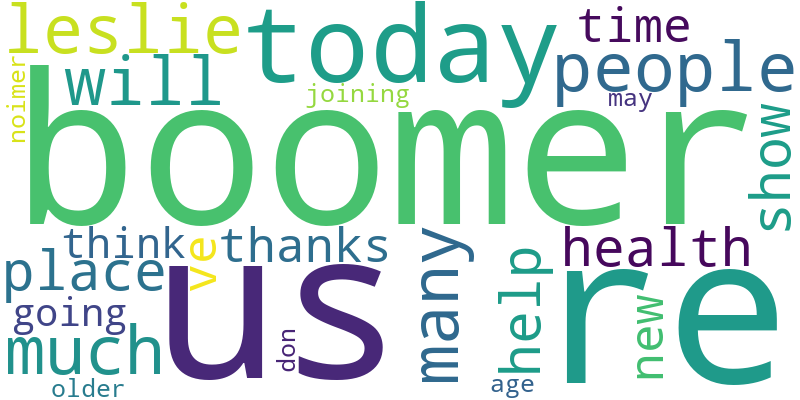 leslie
today
time
will
people
noimer
joining
may
boomer
show
think
ve
thanks
many
health
place
us
re
help
going
new
much
don
older
age